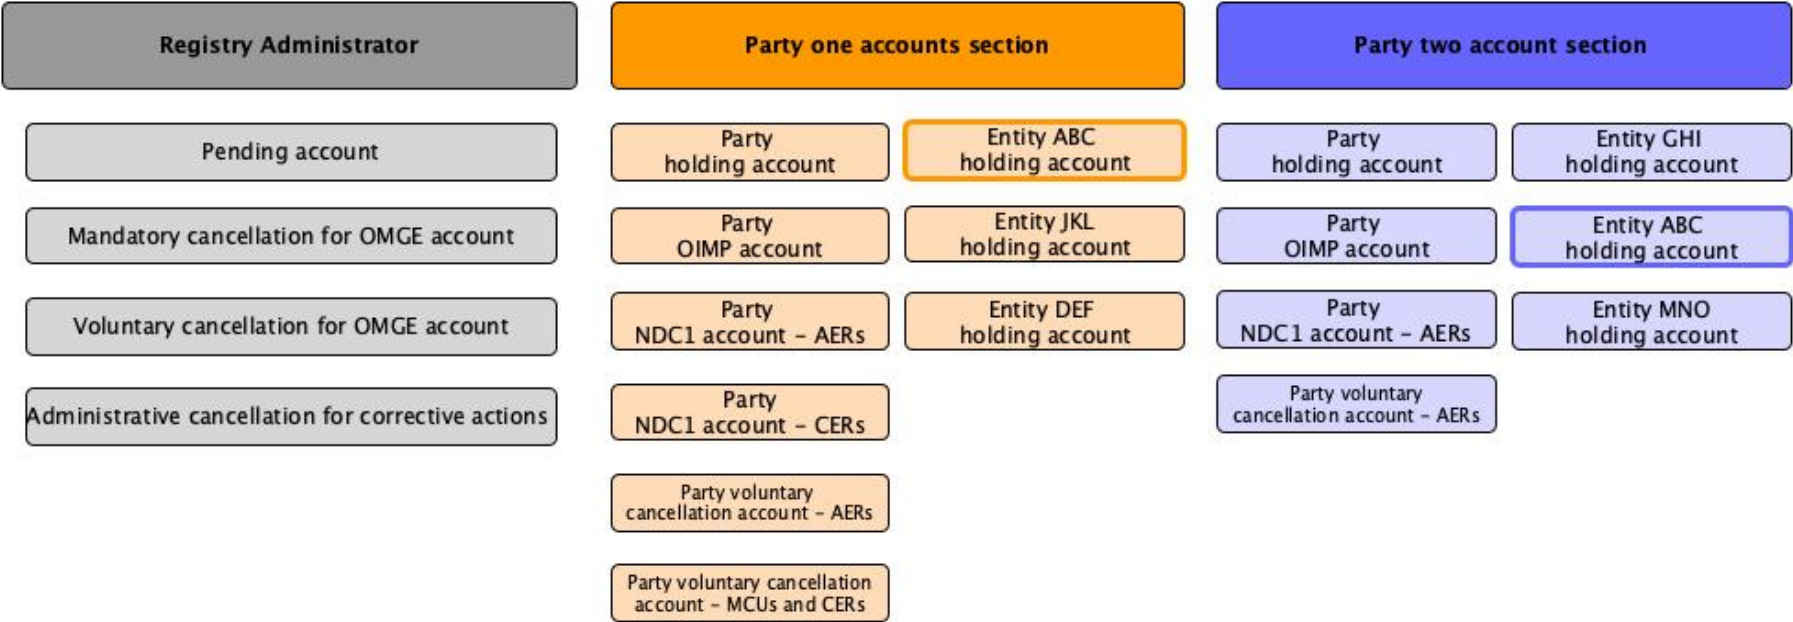 Registry Administrator
Pending account
Mandatory cancellation for OMGE account
Voluntary cancellation for OMGE account
Administrative cancellation for corrective actions
Party one accounts section
Party
holding account
Party
OIMP account
Party
NDC1 account – AERs
Party
NDC1 account – CERs
Party voluntary
cancellation account – AERs
Party voluntary cancellation
account – MCUs and CERs
Entity ABC
holding account
Entity JKL
holding account
Entity DEF
holding account
Party two account section
Party
holding account
Party
OIMP account
Party
NDC1 account – AERs
Party voluntary
cancellation account – AERs
Entity GHI
holding account
Entity ABC
holding account
Entity MNO
holding account